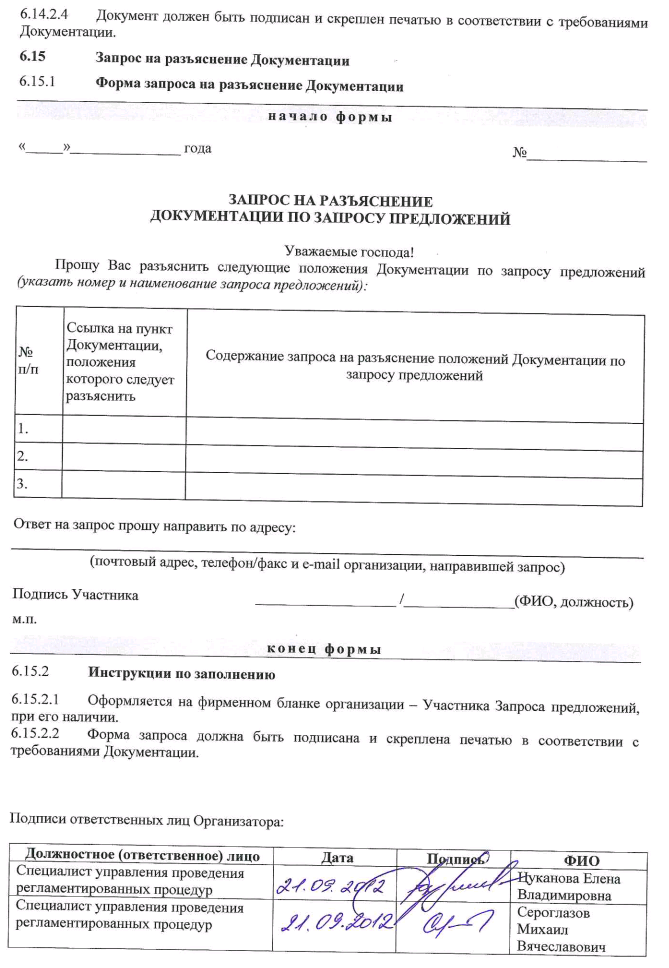 6.14.2.4 Документ должен быть подписан и скреплен печатью в соответствии с требованиями
Документации.
6.15 Запрос на разъяснение Документации
6.15.1 Форма запроса на разъяснение Документации
начало формы
«_____»________________ года
№_________________
ЗАПРОС НА РАЗЪЯСНЕНИЕ
ДОКУМЕНТАЦИИ ПО ЗАПРОСУ ПРЕДЛОЖЕНИЙ
Уважаемые господа!
Прошу Вас разъяснить следующие положения Документации по запросу предложений
(указать номер и наименование запроса предложений):
№
п/п
Ссылка на пункт
Документации,
положения
которого следует
разъяснить
Содержание запроса на разъяснение положений Документации по
запросу предложений
1.
2.
3.
Ответ на запрос прошу направить по адресу:
(почтовый адрес, телефон/факс и e-mail организации, направившей запрос)
Подпись Участника ____________________ /________________(ФИО, должность)
м.п.
конец формы
6.15.2 Инструкции по заполнению
6.15.2.1 Оформляется на фирменном бланке организации – Участника Запроса предложений,
при его наличии.
6.15.2.2 Форма запроса должна быть подписана и скреплена печатью в соответствии с
требованиями Документации.
Подписи ответственных лиц Организатора:
Должностное (ответственное) лицо Дата Подпись ФИО
Специалист управления проведения
регламентированных процедур
21.09.2012
Цуканова Елена
Владимировна
Специалист управления проведения
регламентированных процедур
21.09.2012
Сероглазов
Михаил
Вячеславович